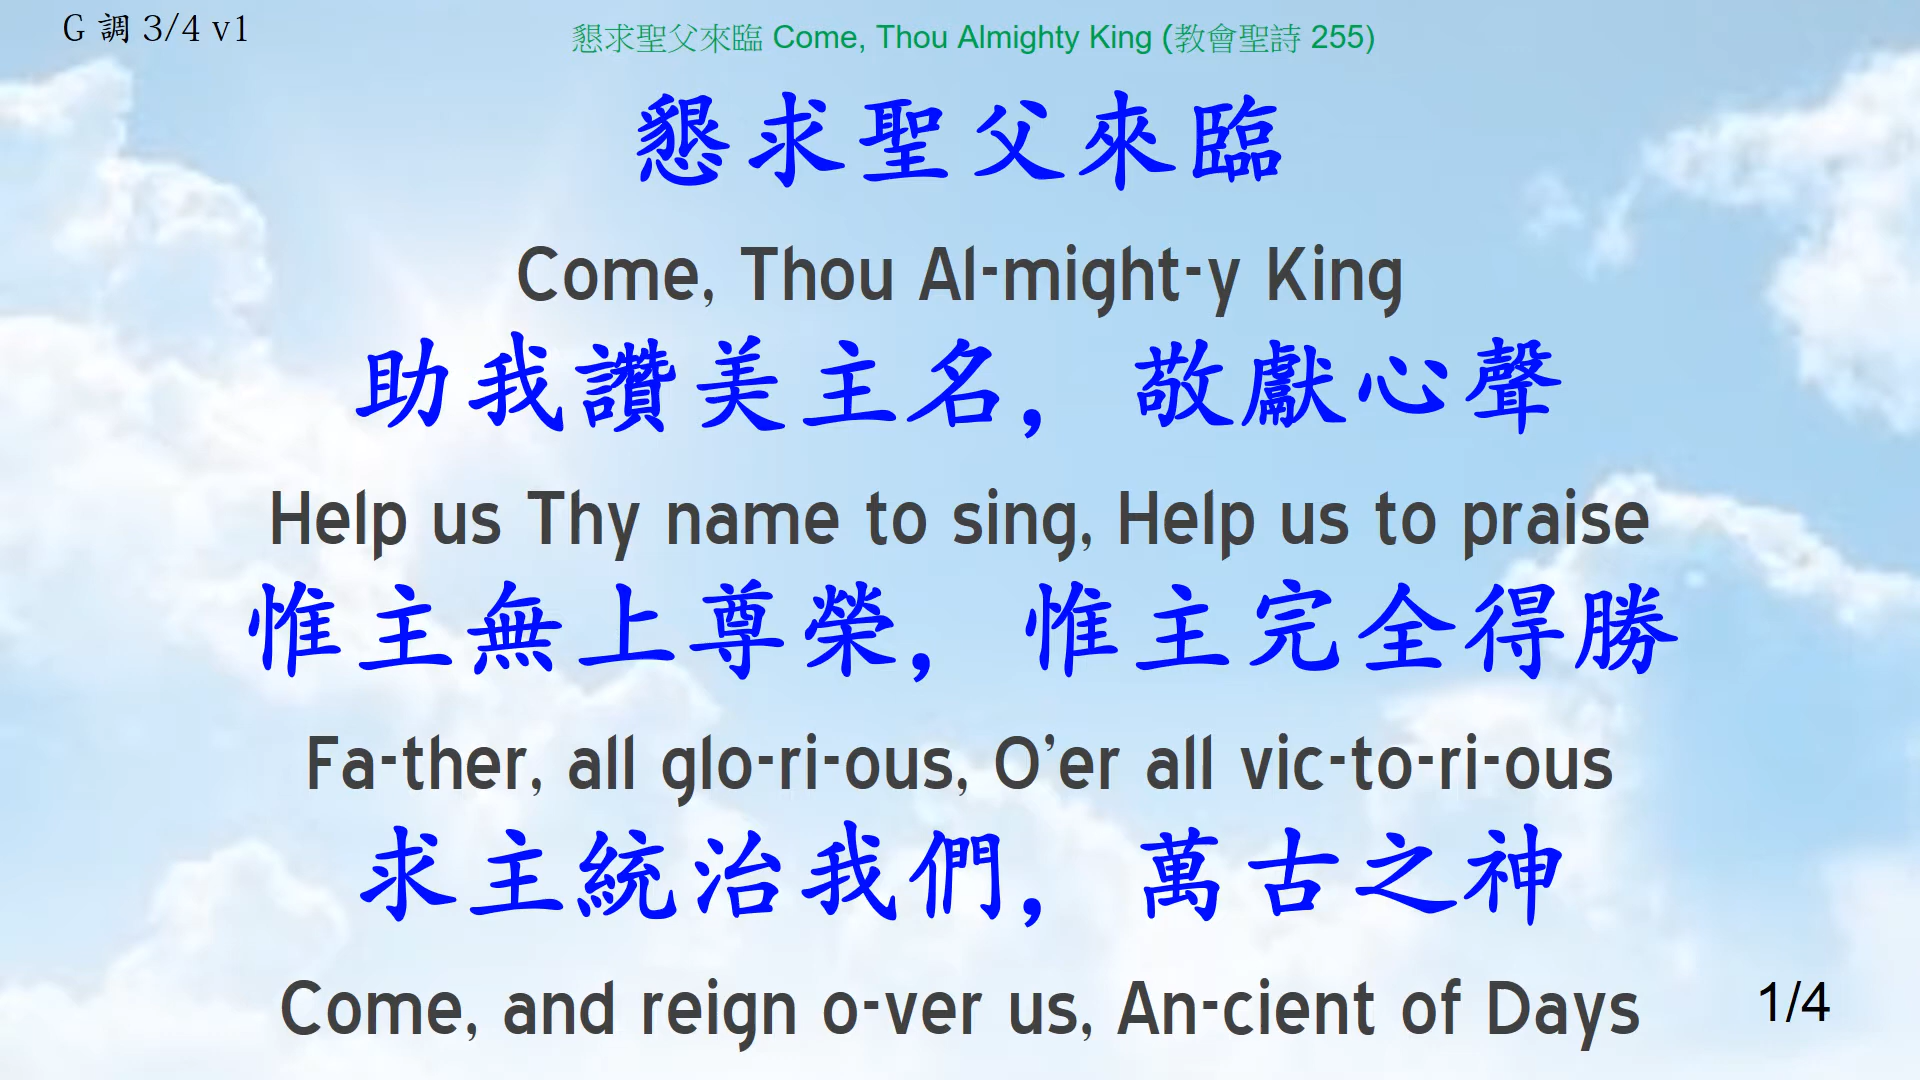 G 調 3/4 v1
懇求聖父來臨 Come, Thou Almighty King (教會聖詩 255)
懇求聖父來臨
Come, Thou Al-might-y King
助我讚美主名，敬獻心聲
Help us Thy name to sing, Help us to praise
惟主無上尊榮，惟主完全得勝
Fa-ther, all glo-ri-ous, O’er all vic-to-ri-ous
求主統治我們，萬古之神
Come, and reign o-ver us, An-cient of Days
1/4